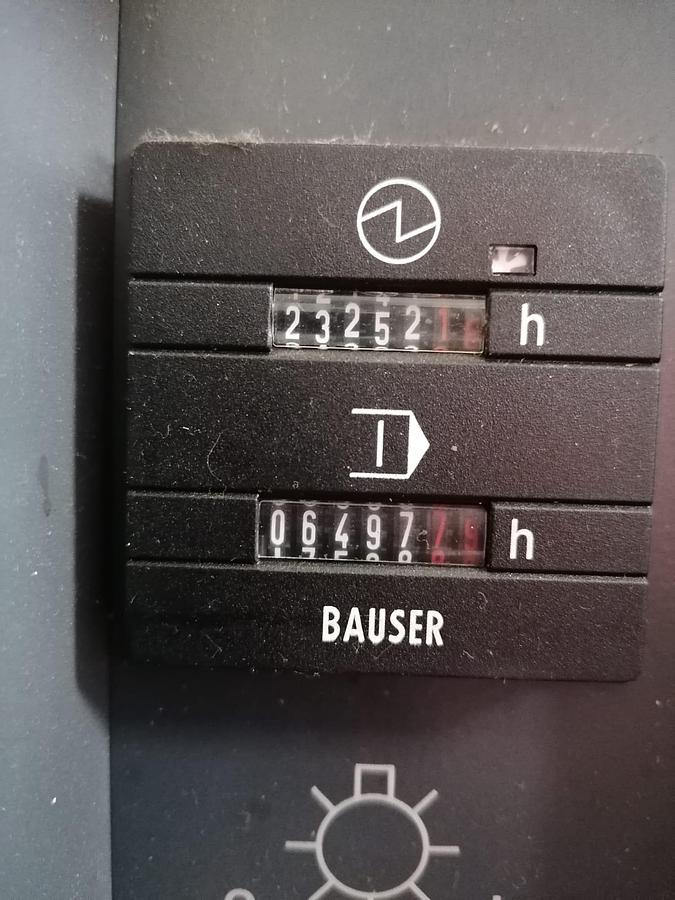 23252 h
06497 h
BAUSER